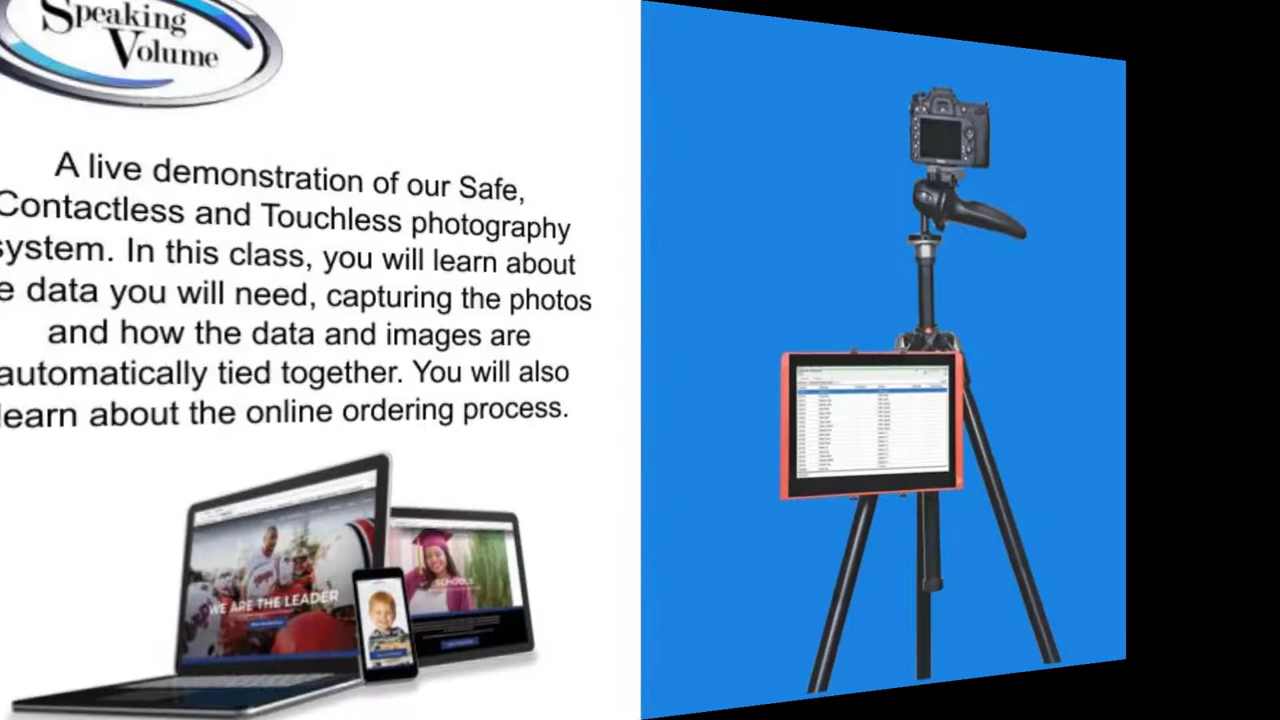 Speaking
Volume
A live demonstration of our Safe,
Contactless and Touchless photography
system. In this class, you will learn about
e data you will need, capturing the photos
and how the data and images are
automatically tied together. You will also
learn about the online ordering process.
WE ARE THE LEADER
SCHOOLS